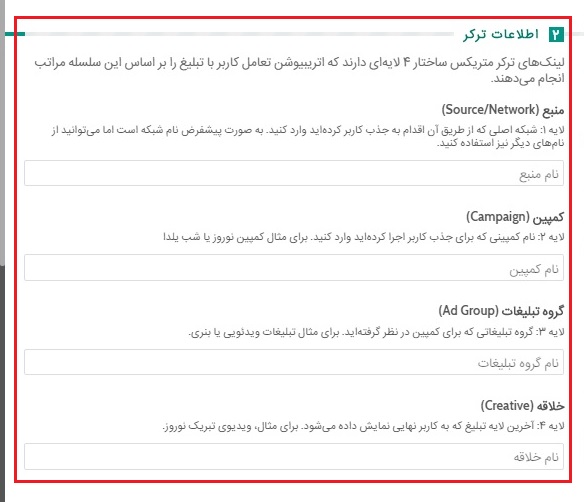 ۲ اطلاعات ترکر
لینک‌های ترکر متریکس ساختار ۴ لایه‌ای دارند که اتریبیوشن تعامل کاربر با تبلیغ را بر اساس این سلسله مراتب
انجام می‌دهند.
منبع (Source/Network)
لایه ۱: شبکه اصلی که از طریق آن اقدام به جذب کاربر کرده‌اید وارد کنید. به صورت پیشفرض نام شبکه است اما می‌توانید از
نام‌های دیگر نیز استفاده کنید.
نام منبع
کمپین (Campaign)
لایه ۲: نام کمپینی که برای جذب کاربر اجرا کرده‌اید وارد کنید. برای مثال کمپین نوروز یا شب یلدا
نام کمپین
گروه تبلیغات (Ad Group)
لایه ۳: گروه تبلیغاتی که برای کمپین در نظر گرفته‌اید. برای مثال تبلیغات ویدئویی یا بنری.
نام گروه تبلیغات
خلاقه (Creative)
لایه ۴: آخرین لایه تبلیغ که به کاربر نهایی نمایش داده می‌شود. برای مثال، ویدیوی تبریک نوروز.
نام خلاقه